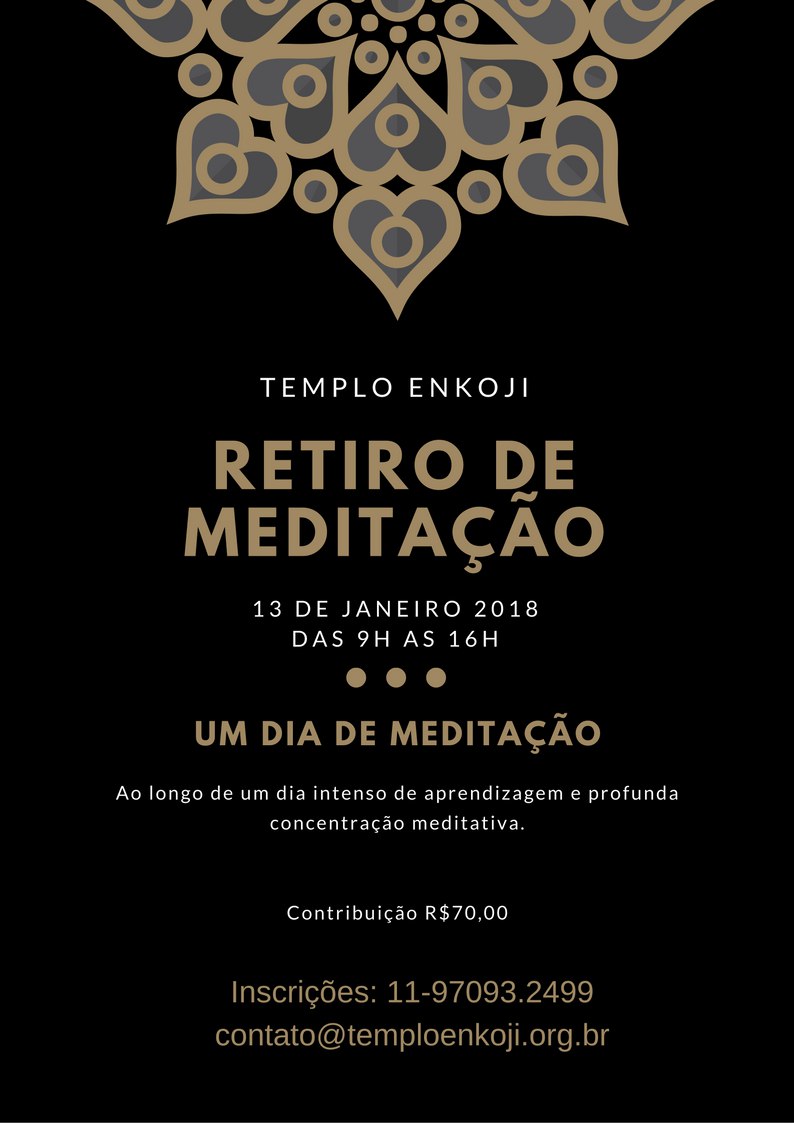 TEMPLO ENKOJI
RETIRO DE
MEDITAÇÃO
13 DE JANEIRO 2018
DAS 9H AS 16H
UM DIA DE MEDITAÇÃO
Ao longo de um dia intenso de aprendizagem e profunda
concentração meditativa.
Contribuição R$70,00
Inscrições: 11-97093.2499
contato@temploenkoji.org.br